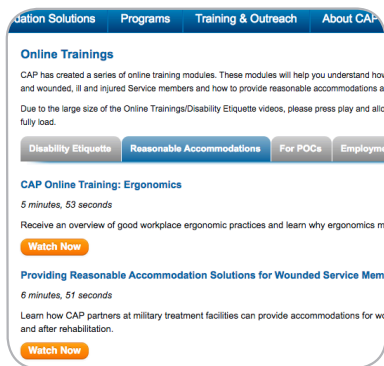 dation Solutions Programs Training & Outreach About CAP
Online Trainings
CAP has created a series of online training modules. These modules will help you understand how
and wounded, ill and injured Service members and how to provide reasonable accommodations a
Due to the large size of the Online Trainings/Disability Etiquette videos, please press play and allo
fully load.
Disability Etiquette Reasonable Accommodations For POCs Employme
CAP Online Training: Ergonomics
5 minutes, 53 seconds
Receive an overview of good workplace ergonomic practices and learn why ergonomics m
Watch Now
Providing Reasonable Accommodation Solutions for Wounded Service Mem
6 minutes, 51 seconds
Learn how CAP partners at military treatment facilities can provide accommodations for wo
and after rehabilitation.
Watch Now